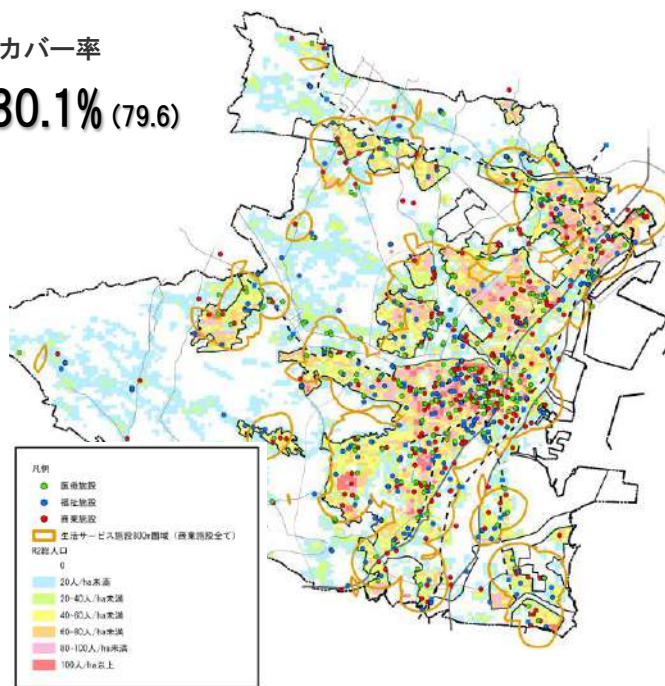 カバー率
80.1% (79.6)
凡例
医療施設
福祉施設
商業施設
生活サービス施設800m圏域（商業施設全て）
R2総人口
0
20人/ha未満
20-40人/ha未満
40-60人/ha未満
60-80人/ha未満
80-100人/ha未満
100人/ha以上